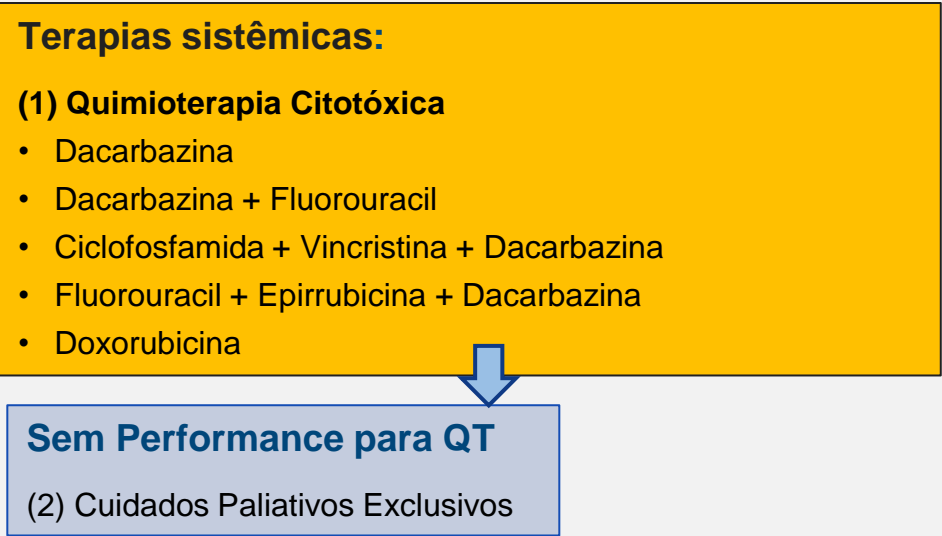 Terapias sistêmicas:
(1) Quimioterapia Citotóxica
• Dacarbazina
• Dacarbazina + Fluorouracil
• Ciclofosfamida + Vincristina + Dacarbazina
• Fluorouracil + Epirrubicina + Dacarbazina
• Doxorubicina
Sem Performance para QT
(2) Cuidados Paliativos Exclusivos